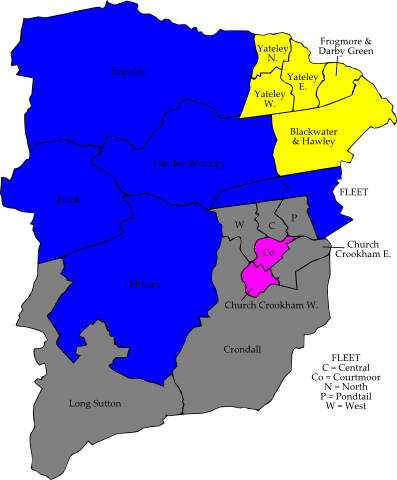 Frogmore &
Darby Green
Yateley
N.
Yateley
E.
Eversley
Yateley
W.
Blackwater
& Hawley
Hartley Wintney
N
FLEET
Hook
W
C
P
Co
Church
Crookham E.
Odiham
Church Crookham W.
Crondall
Long Sutton
FLEET
C = Central
Co = Courtmoor
N = North
P = Pondtail
W = West